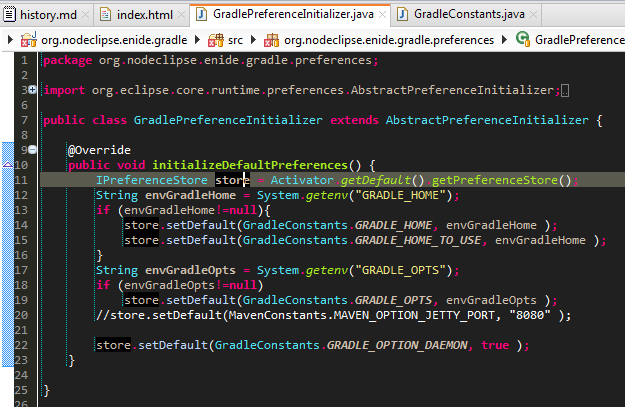 history.md index.html GradlePreferenceInitializer.java GradleConstants.java
org.nodeclipse.enide.gradle src org.nodeclipse.enide.gradle.preferences GradlePreference
1 package org.nodeclipse.enide.gradle.preferences;
2
3 import org.eclipse.core.runtime.preferences.AbstractPreferenceInitializer;
6
7 public class GradlePreferenceInitializer extends AbstractPreferenceInitializer {
8
9 @Override
10 public void initializeDefaultPreferences() {
11 IPreferenceStore store = Activator.getDefault().getPreferenceStore();
12 String envGradleHome = System.getenv("GRADLE_HOME");
13 if (envGradleHome!=null){
14 store.setDefault(GradleConstants.GRADLE_HOME, envGradleHome );
15 store.setDefault(GradleConstants.GRADLE_HOME_TO_USE, envGradleHome );
16 }
17 String envGradleOpts = System.getenv("GRADLE_OPTS");
18 if (envGradleOpts!=null)
19 store.setDefault(GradleConstants.GRADLE_OPTS, envGradleOpts );
20 //store.setDefault(MavenConstants.MAVEN_OPTION_JETTY_PORT, "8080" );
21
22 store.setDefault(GradleConstants.GRADLE_OPTION_DAEMON, true );
23 }
24
25 }
26